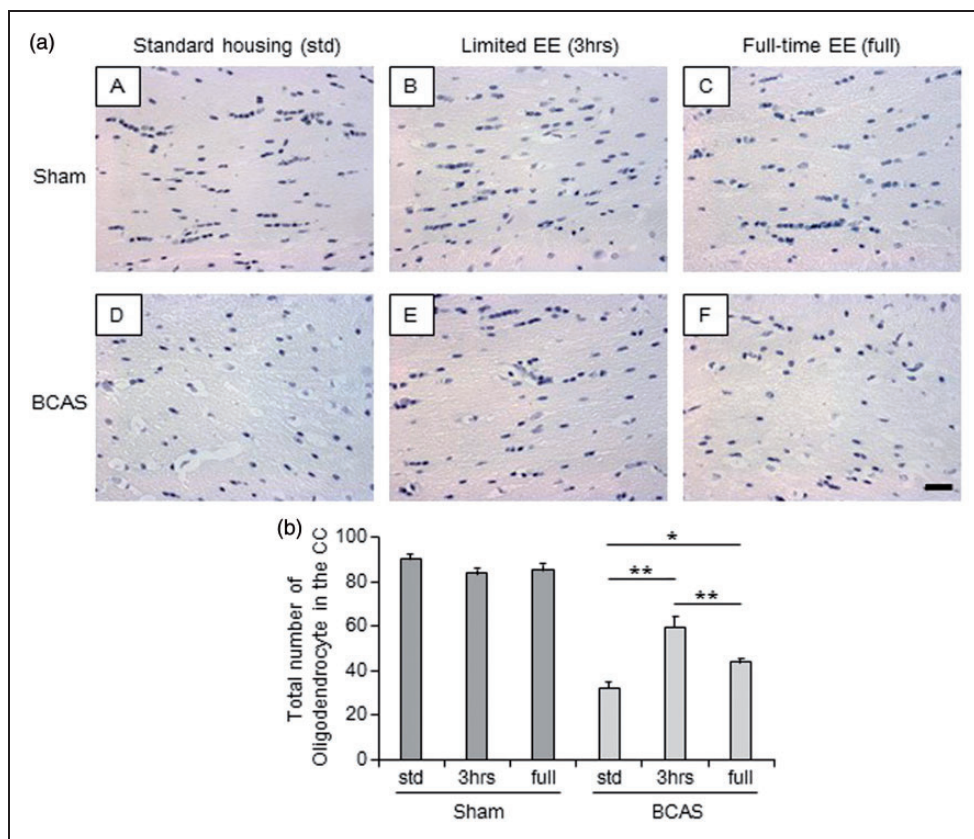 (a)
Standard housing (std) Limited EE (3hrs) Full-time EE (full)
A B C
Sham
D E F
BCAS
(b)
Total number of
Oligodendrocyte in the CC
100
80
60
40
20
0
*
**
**
std 3hrs full std 3hrs full
Sham BCAS